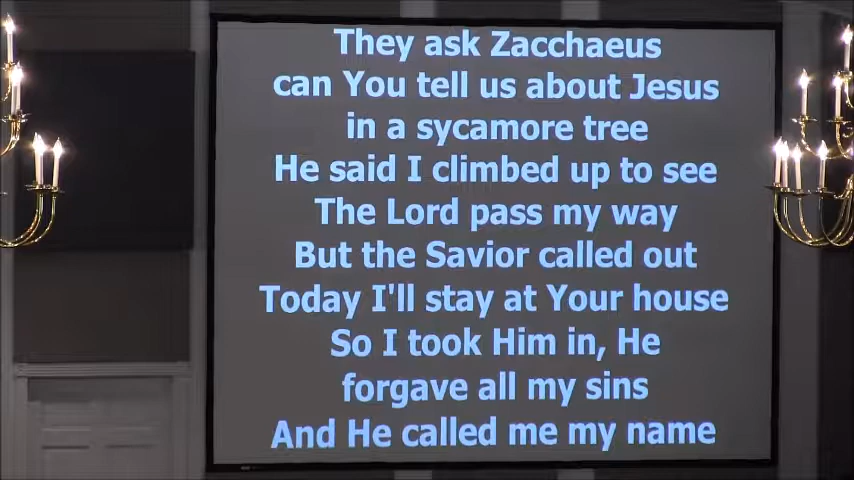 They ask Zacchaeus
can You tell us about Jesus
in a sycamore tree
He said I climbed up to see
The Lord pass my way
But the Savior called out
Today I'll stay at Your house
So I took Him in, He
forgave all my sins
And He called me my name